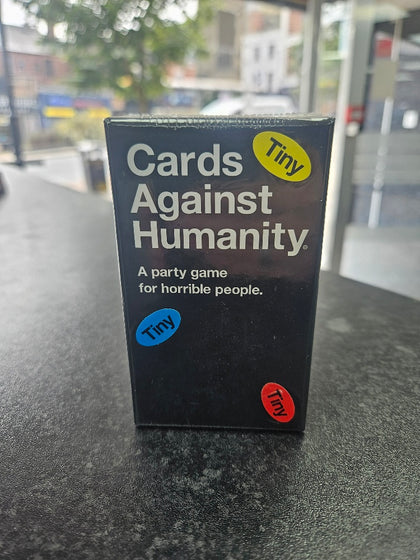 Cards
Tiny
Against
Humanity®
A party game
for horrible people.
Tiny
Tiny